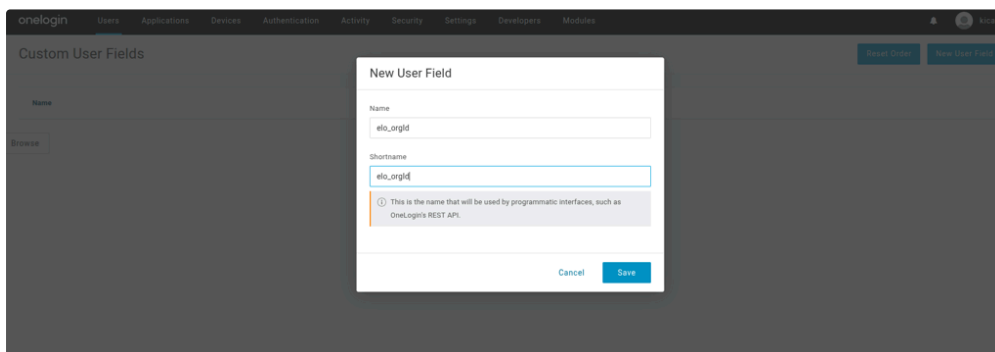 onelogin Users Applications Devices Authentication Activity Security Settings Developers Modules kica
Custom User Fields
Reset Order New User Field
Name
Browse
New User Field
Name
elo_orgId
Shortname
elo_orgId
This is the name that will be used by programmatic interfaces, such as
OneLogin's REST API.
Cancel Save